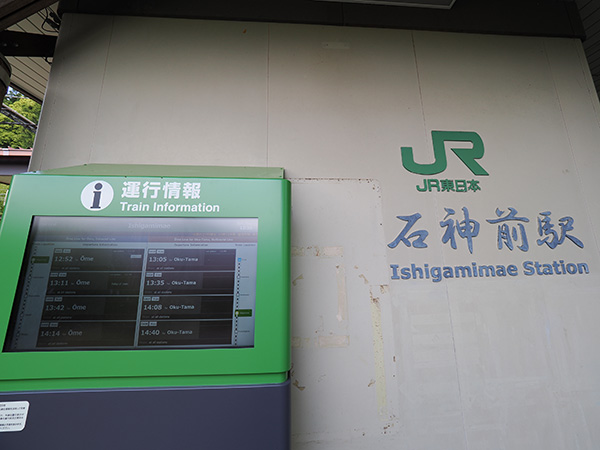 運行情報
Train Information
Ishigamimae
12:52 Ōme
13:11 Ōme
13:42 Ōme
14:14 Ōme
13:05 Oku-Tama
13:35 Oku-Tama
14:08 Oku-Tama
14:40 Oku-Tama
JR
JR東日本
石神前駅
Ishigamimae Station